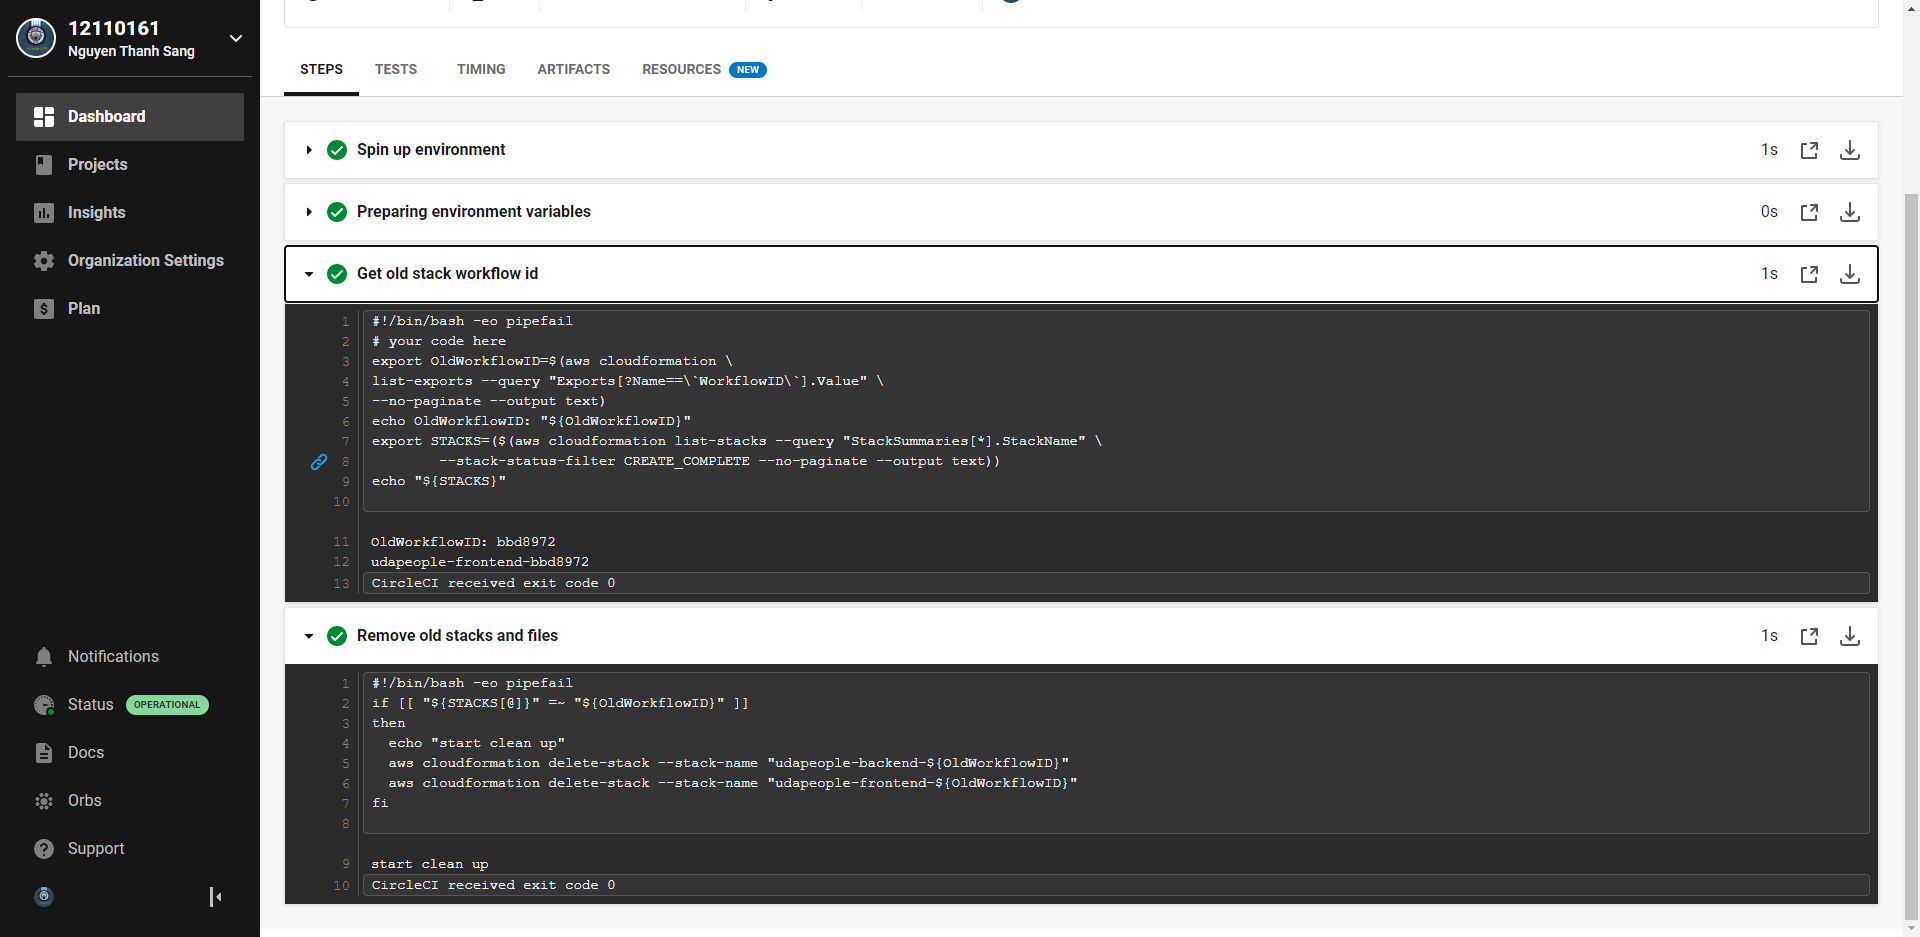 12110161
Nguyen Thanh Sang
Dashboard
Projects
Insights
Organization Settings
Plan
Notifications
Status OPERATIONAL
Docs
Orbs
Support
STEPS TESTS TIMING ARTIFACTS RESOURCES NEW
Spin up environment 1s
Preparing environment variables 0s
Get old stack workflow id 1s
1 #!/bin/bash -eo pipefail
2 # your code here
3 export OldWorkflowID=$(aws cloudformation \
4 list-exports --query "Exports[?Name==\`WorkflowID\`].Value" \
5 --no-paginate --output text)
6 echo OldWorkflowID: "${OldWorkflowID}"
7 export STACKS=($(aws cloudformation list-stacks --query "StackSummaries[*].StackName" \
8 --stack-status-filter CREATE_COMPLETE --no-paginate --output text))
9 echo "${STACKS}"
10
11 OldWorkflowID: bbd8972
12 udapeople-frontend-bbd8972
13 CircleCI received exit code 0
Remove old stacks and files 1s
1 #!/bin/bash -eo pipefail
2 if [[ "${STACKS[@]}" =~ "${OldWorkflowID}" ]]
3 then
4 echo "start clean up"
5 aws cloudformation delete-stack --stack-name "udapeople-backend-${OldWorkflowID}"
6 aws cloudformation delete-stack --stack-name "udapeople-frontend-${OldWorkflowID}"
7 fi
8
9 start clean up
10 CircleCI received exit code 0